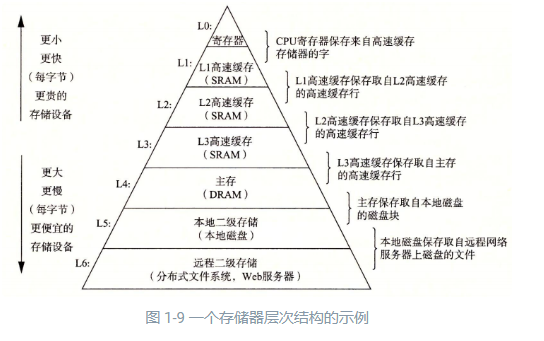 更小
更快
（每字节）
更贵的
存储设备
更大
更慢
（每字节）
更便宜的
存储设备
L0:
寄存器
CPU寄存器保存来自高速缓存
存储器的字
L1:
L1高速缓存
（SRAM）
L1高速缓存保存取自L2高速缓存
的高速缓存行
L2:
L2高速缓存
（SRAM）
L2高速缓存保存取自L3高速缓存
的高速缓存行
L3:
L3高速缓存
（SRAM）
L3高速缓存保存取自主存
的高速缓存行
L4:
主存
（DRAM）
主存保存取自本地磁盘
的磁盘块
L5:
本地二级存储
（本地磁盘）
本地磁盘保存取自远程网络
服务器上磁盘的文件
L6:
远程二级存储
（分布式文件系统，Web服务器）
图 1-9 一个存储器层次结构的示例